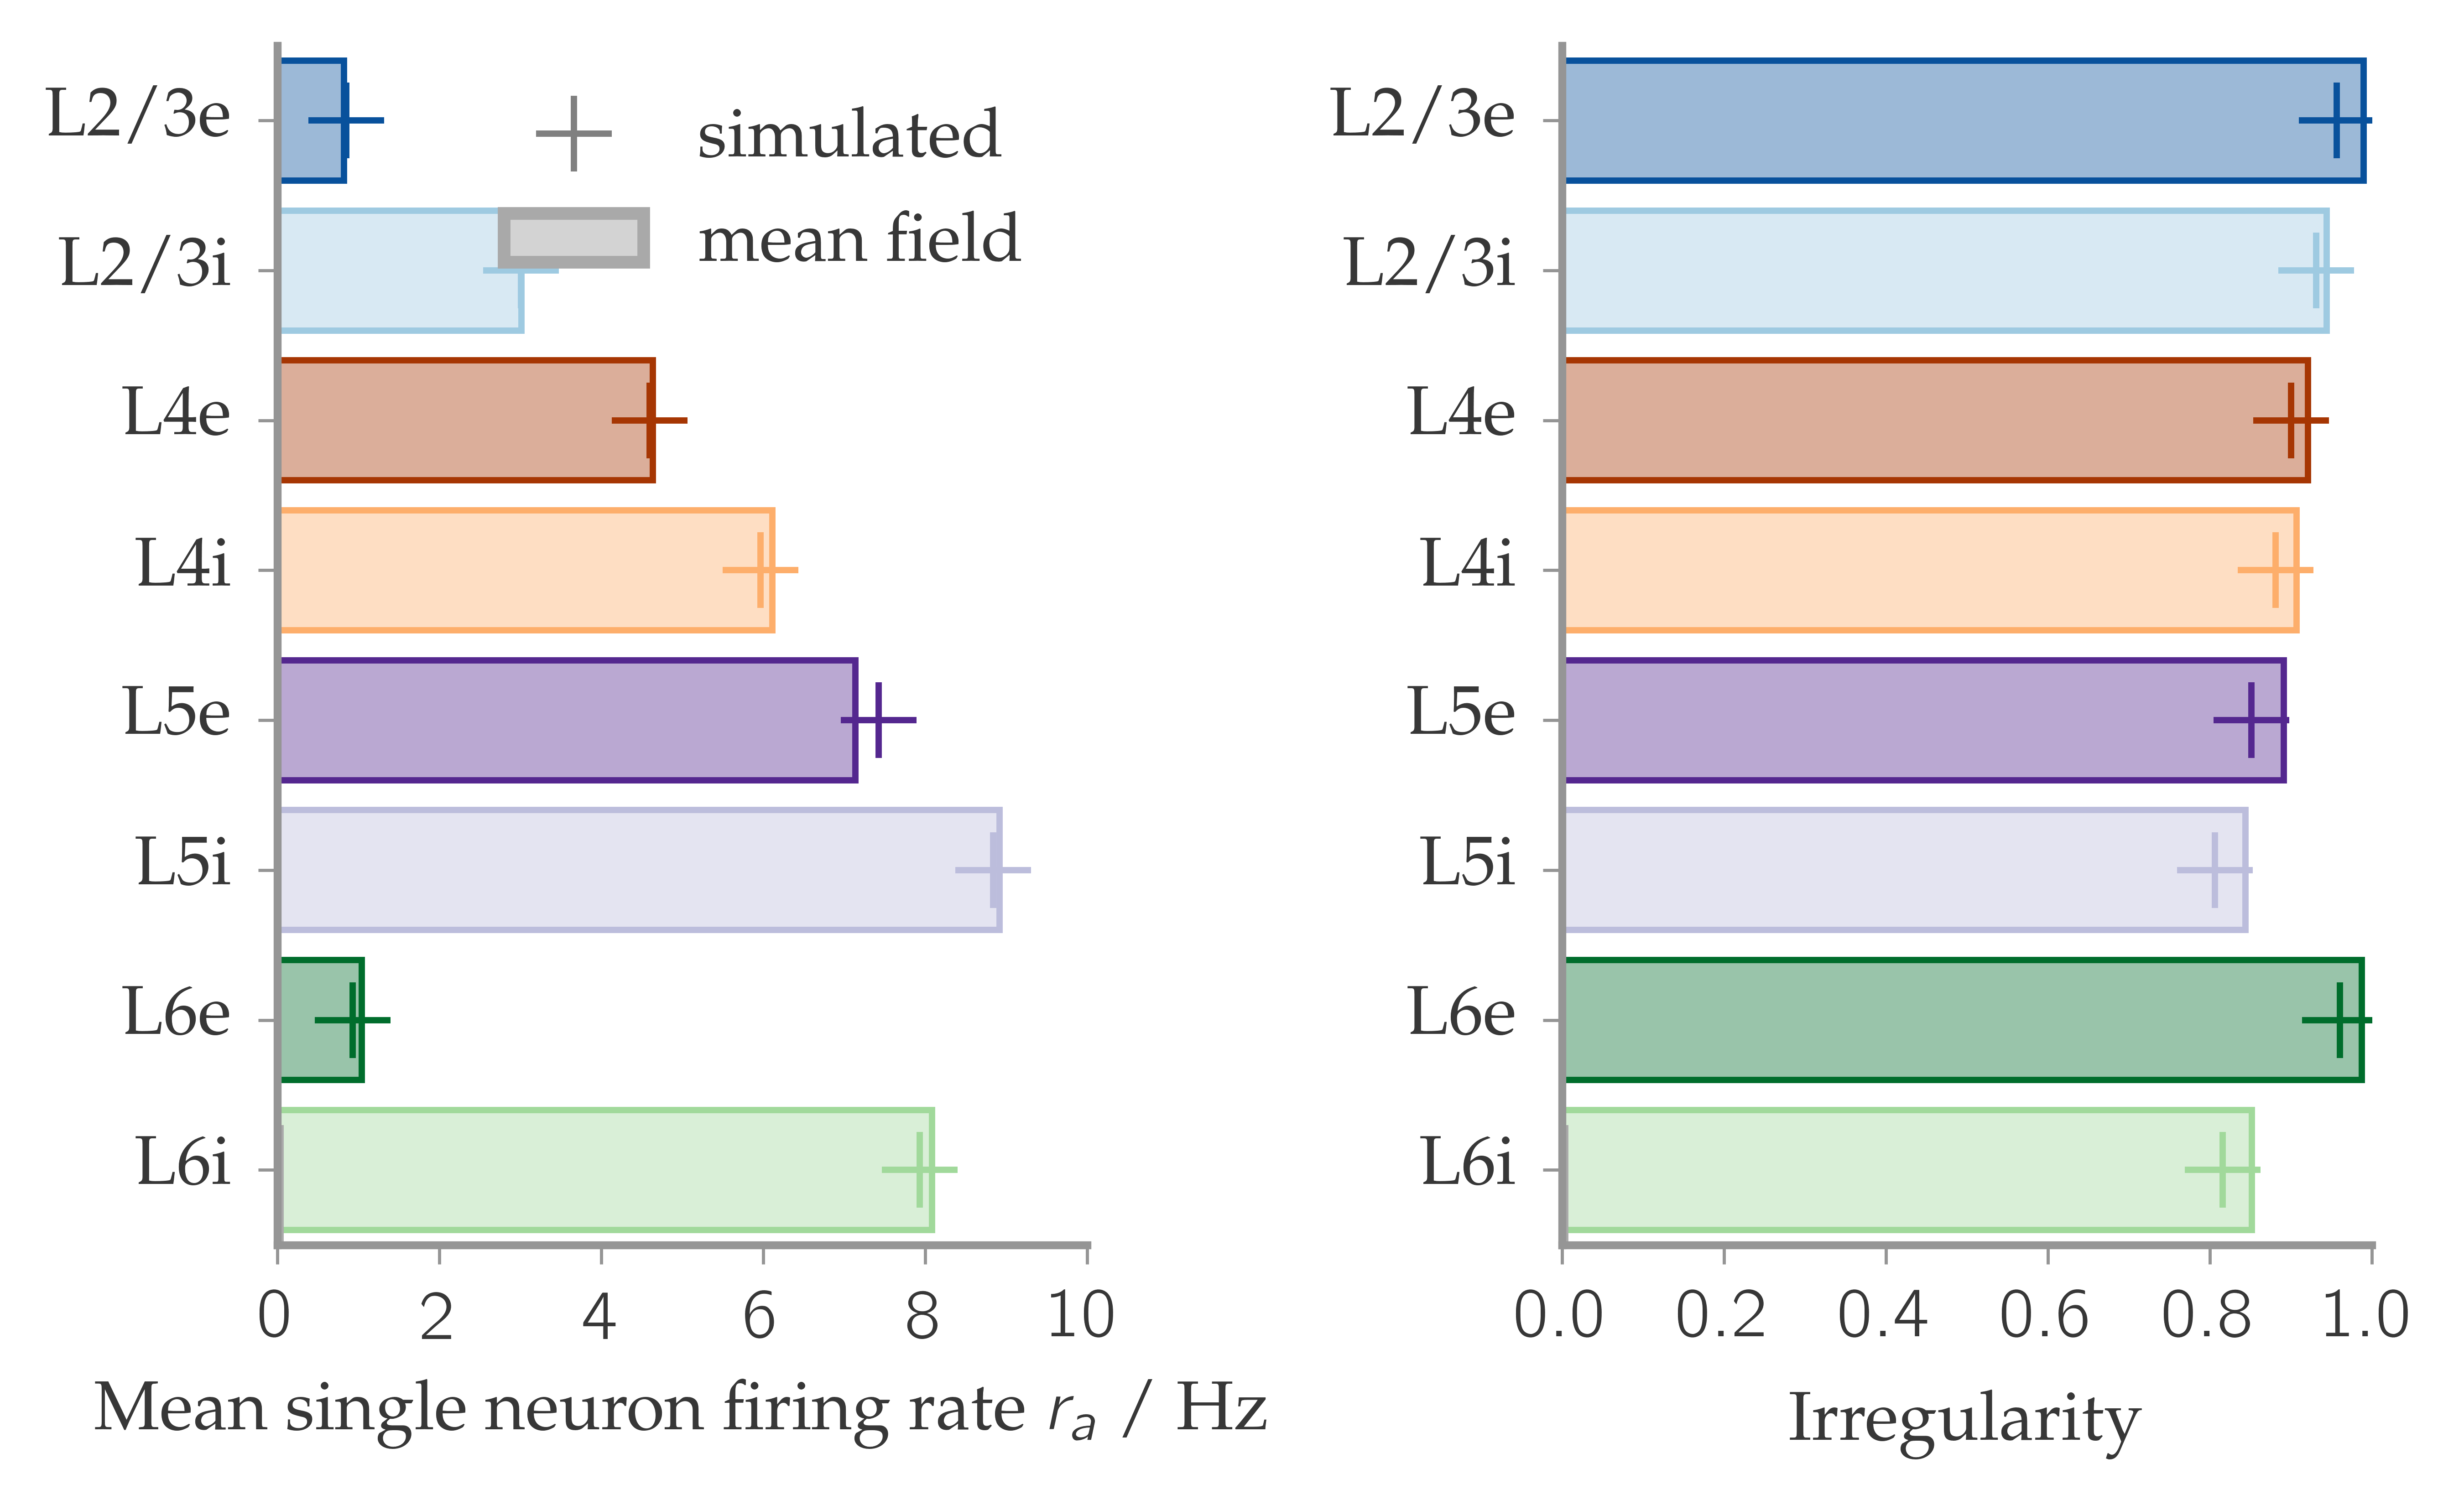 L2/3e
L2/3i
L4e
L4i
L5e
L5i
L6e
L6i
simulated
mean field
0 2 4 6 8 10
Mean single neuron firing rate rₐ / Hz
L2/3e
L2/3i
L4e
L4i
L5e
L5i
L6e
L6i
0.0 0.2 0.4 0.6 0.8 1.0
Irregularity